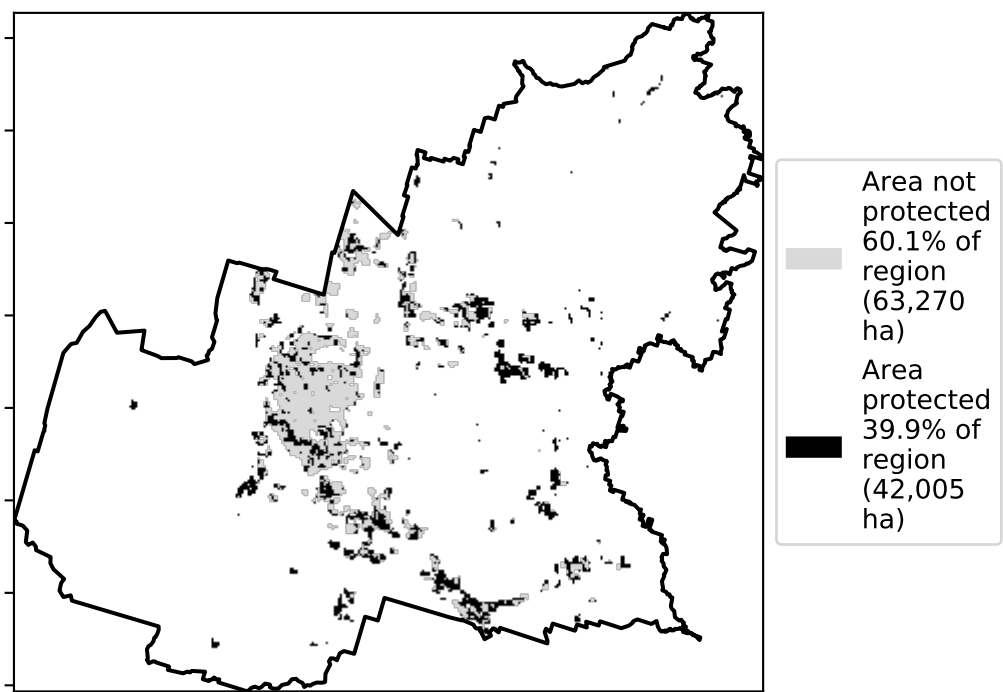 Area not
protected
60.1% of
region
(63,270
ha)
Area
protected
39.9% of
region
(42,005
ha)